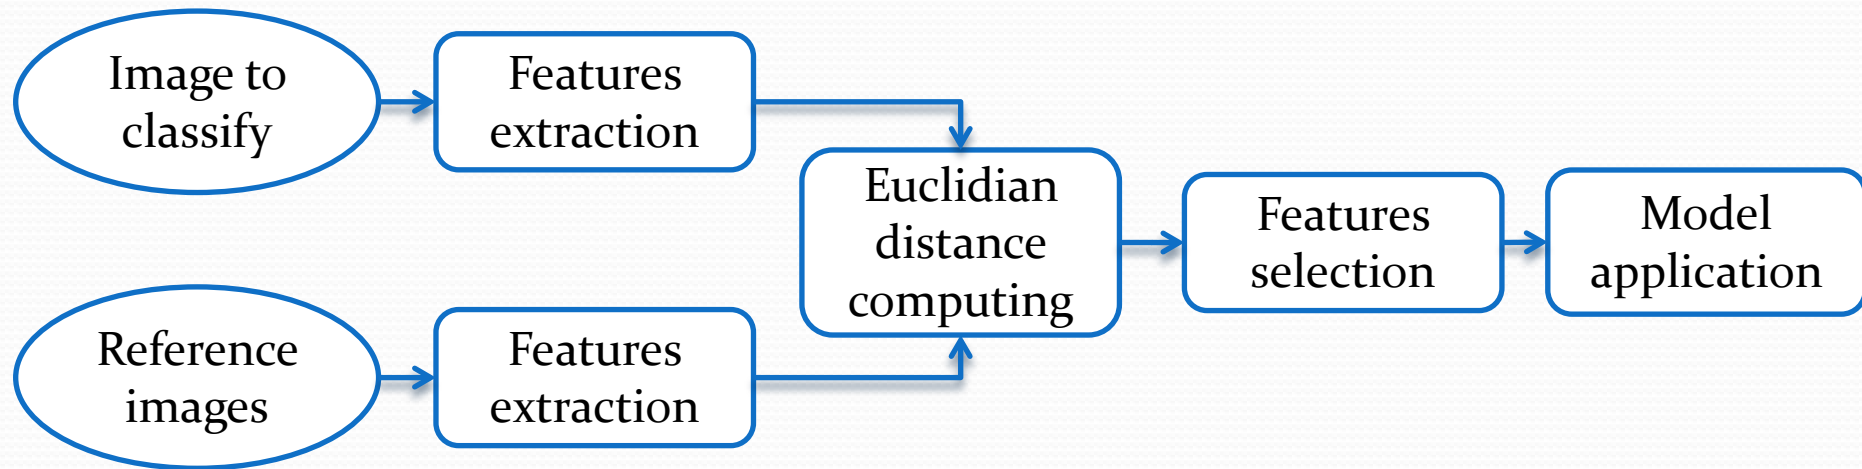 Image to
classify
Features
extraction
Reference
images
Features
extraction
Euclidian
distance
computing
Features
selection
Model
application